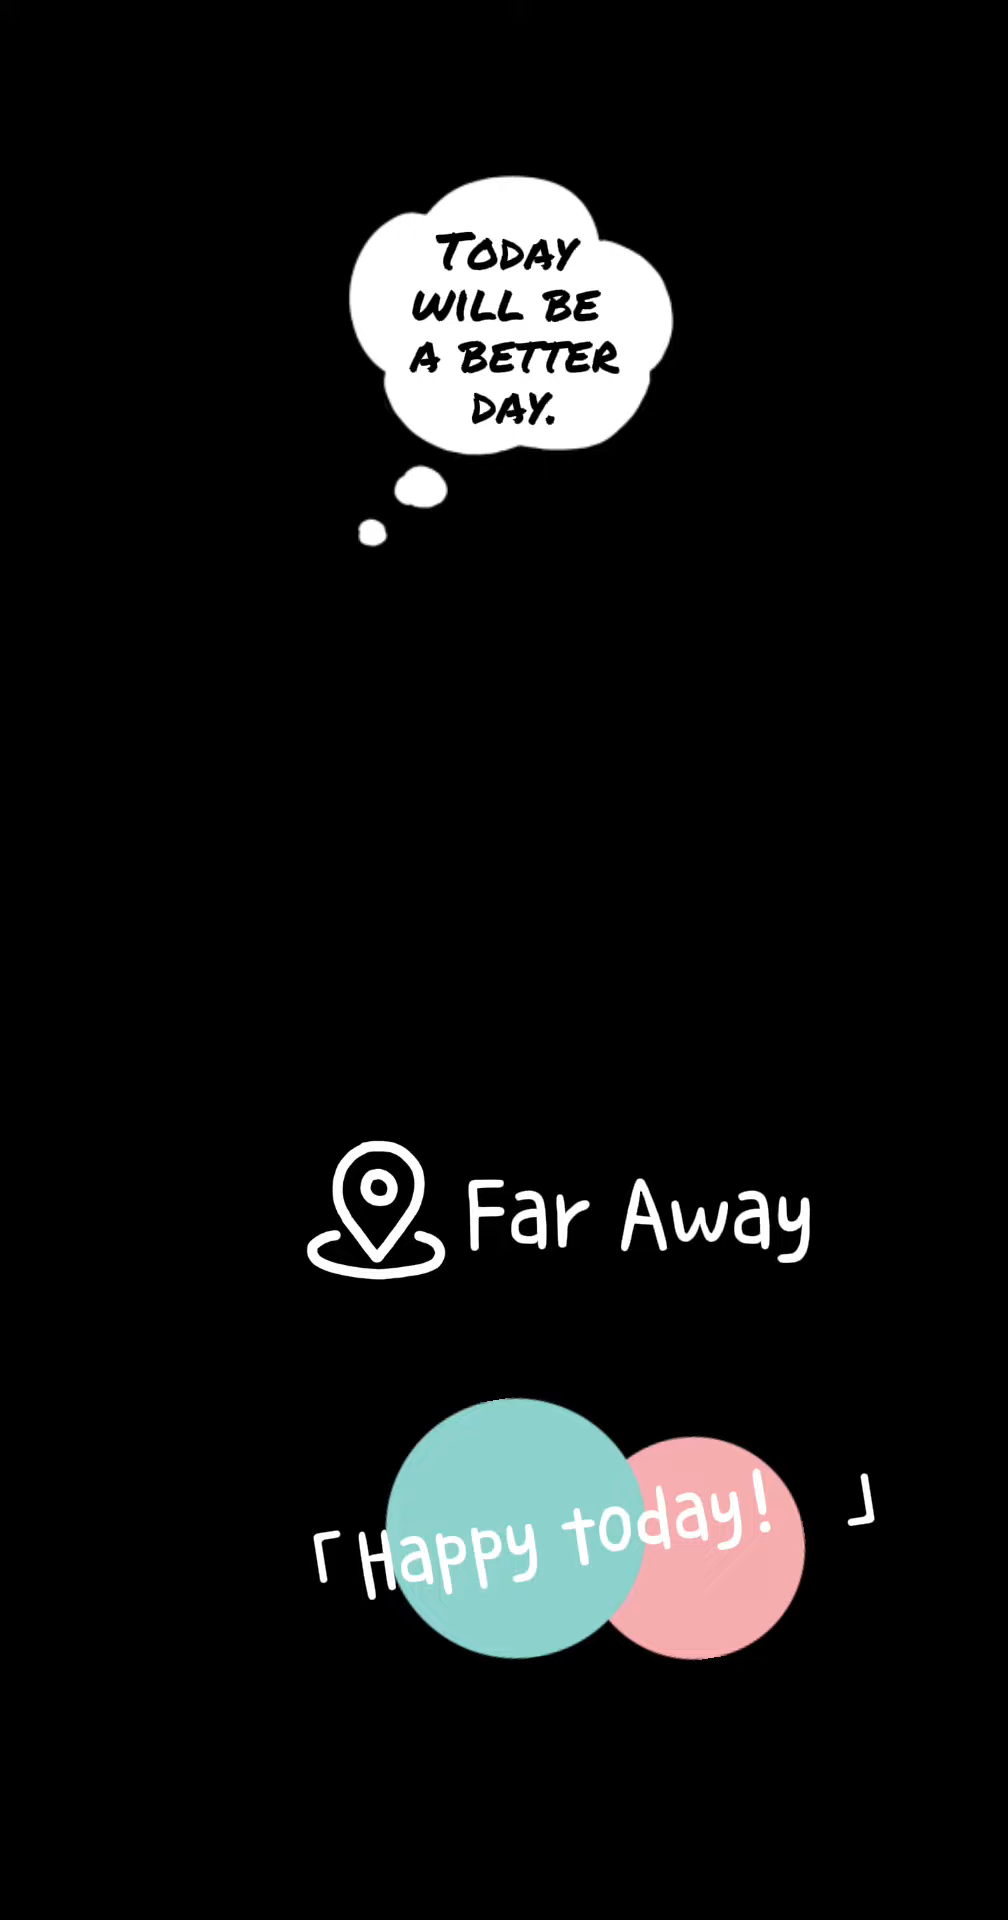 TODAY
WILL BE
A BETTER
DAY.
Far Away
「Happy today! 」